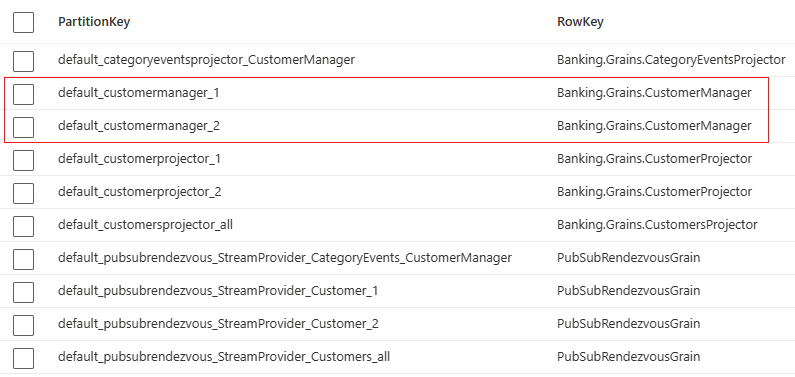 PartitionKey RowKey
default_categoryeventsprojector_CustomerManager Banking.Grains.CategoryEventsProjector
default_customermanager_1 Banking.Grains.CustomerManager
default_customermanager_2 Banking.Grains.CustomerManager
default_customerprojector_1 Banking.Grains.CustomerProjector
default_customerprojector_2 Banking.Grains.CustomerProjector
default_customersprojector_all Banking.Grains.CustomersProjector
default_pubsubrendezvous_StreamProvider_CategoryEvents_CustomerManager PubSubRendezvousGrain
default_pubsubrendezvous_StreamProvider_Customer_1 PubSubRendezvousGrain
default_pubsubrendezvous_StreamProvider_Customer_2 PubSubRendezvousGrain
default_pubsubrendezvous_StreamProvider_Customers_all PubSubRendezvousGrain